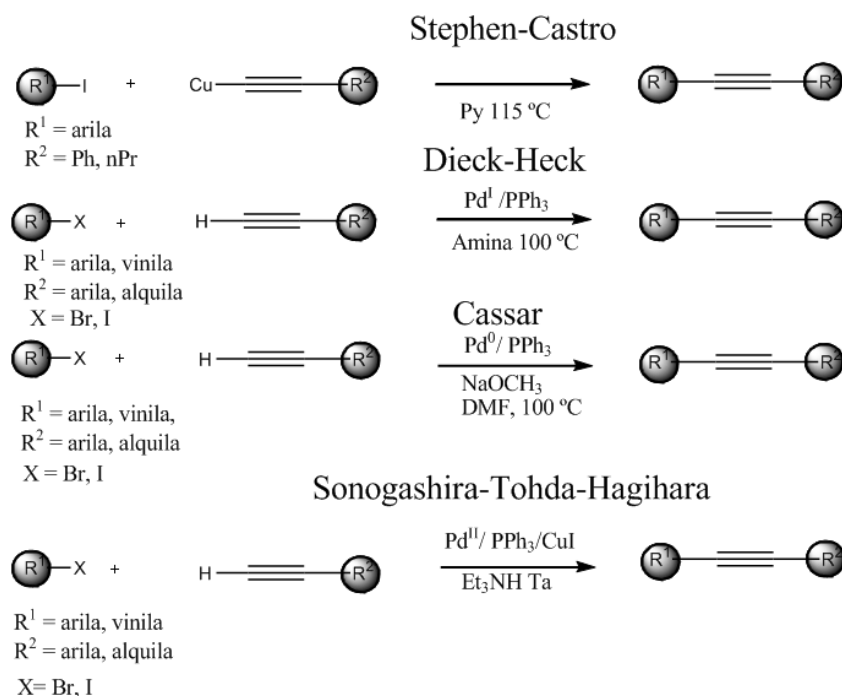 Stephen-Castro
R¹ I + Cu R² R¹ R²
Py 115 ºC
R¹ = arila
R² = Ph, nPr
Dieck-Heck
Pd^I /PPh₃
R¹ X + H R² R¹ R²
Amina 100 ºC
R¹ = arila, vinila
R² = arila, alquila
X = Br, I
Cassar
Pd⁰/ PPh₃
R¹ X + H R² R¹ R²
NaOCH₃
DMF, 100 ºC
R¹ = arila, vinila,
R² = arila, alquila
X = Br, I
Sonogashira-Tohda-Hagihara
Pd^II/ PPh₃/CuI
R¹ X + H R² R¹ R²
Et₃NH Ta
R¹ = arila, vinila
R² = arila, alquila
X= Br, I